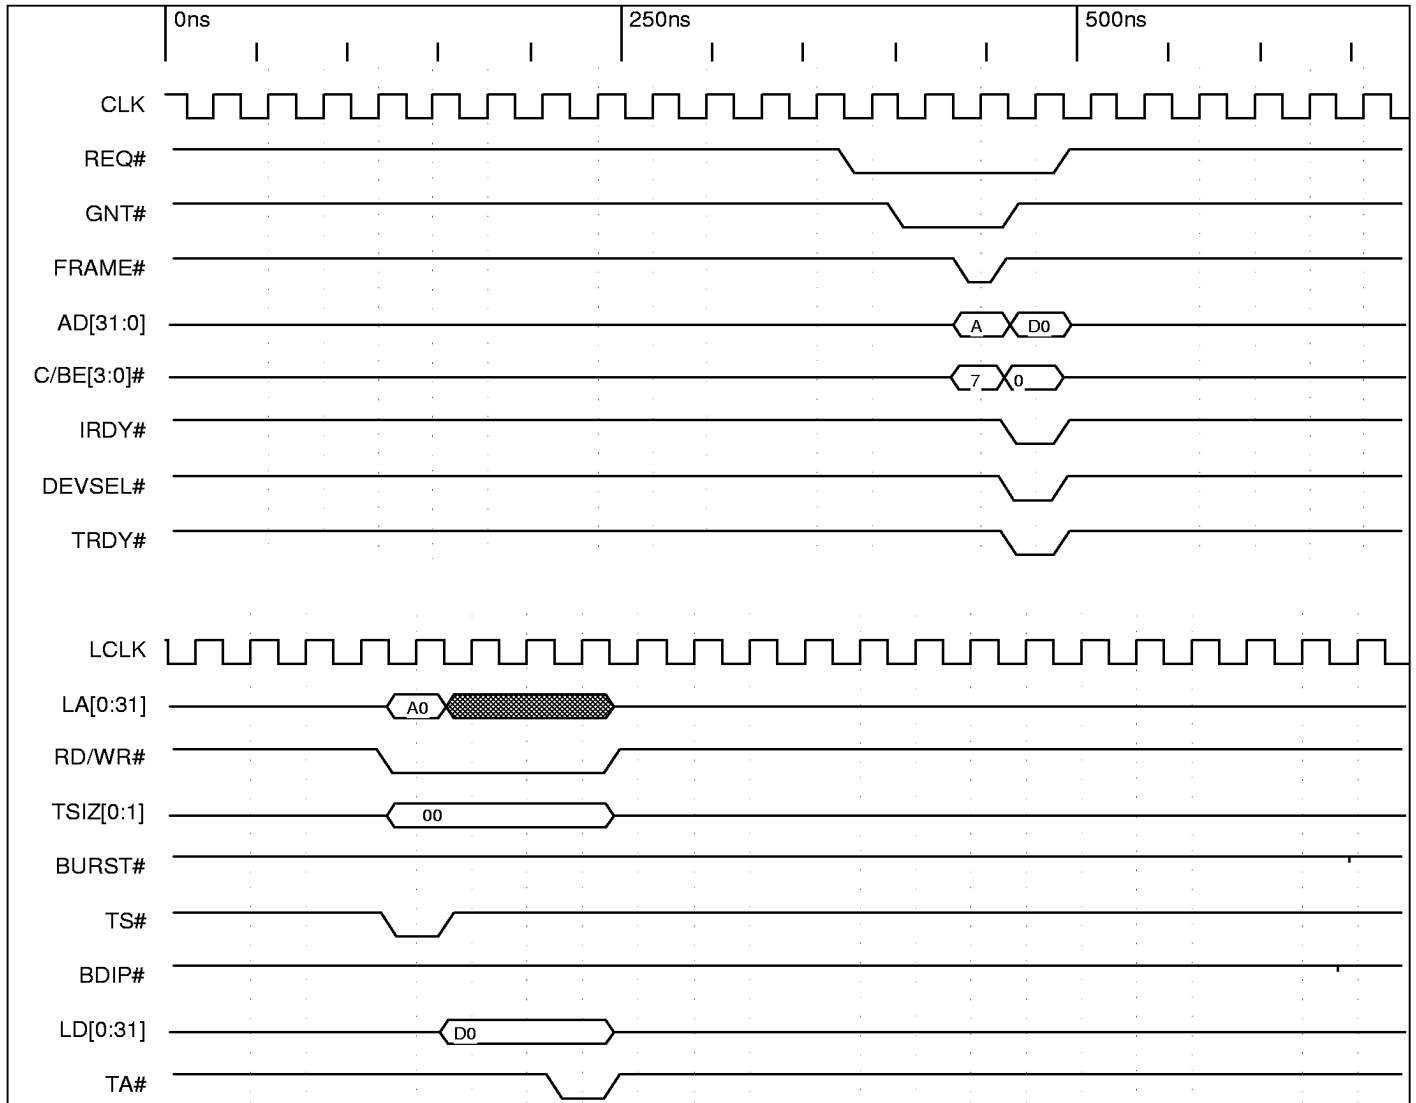 0ns 250ns 500ns
CLK
REQ#
GNT#
FRAME#
AD[31:0] A D0
C/BE[3:0]# 7 0
IRDY#
DEVSEL#
TRDY#
LCLK
LA[0:31] A0
RD/WR#
TSIZ[0:1] 00
BURST#
TS#
BDIP#
LD[0:31] D0
TA#